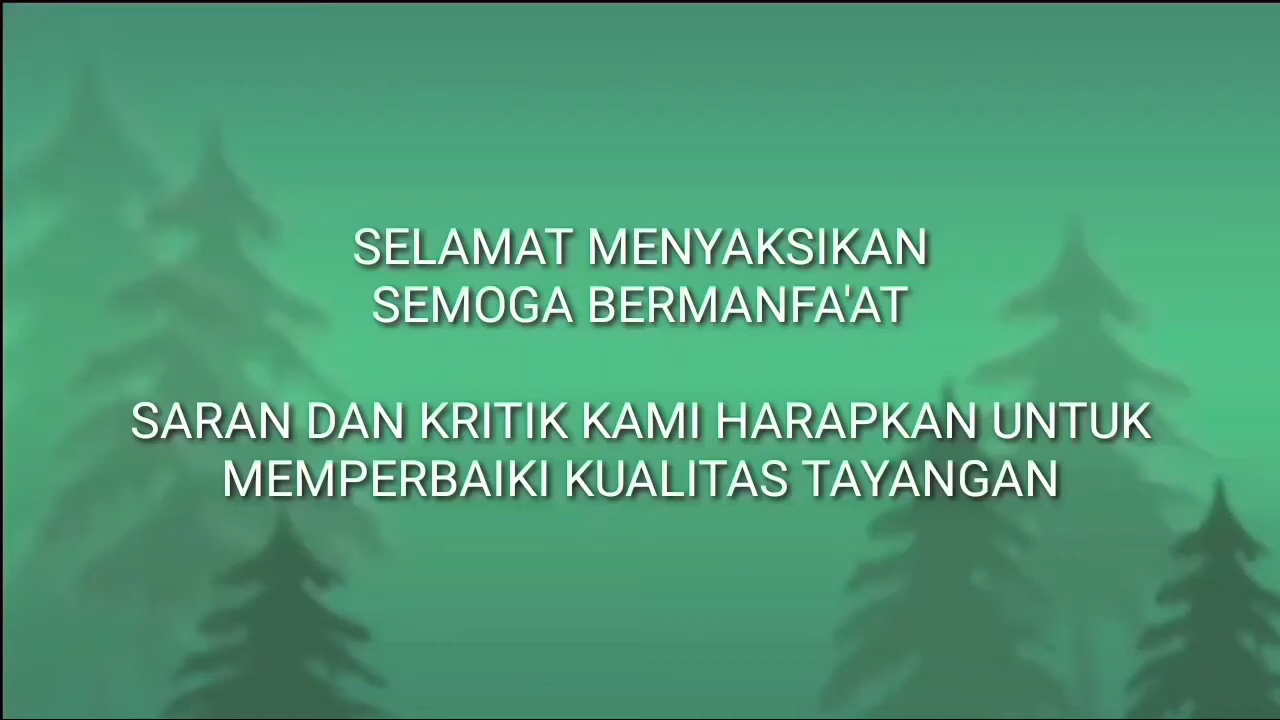 SELAMAT MENYAKSIKAN
SEMOGA BERMANFA'AT
SARAN DAN KRITIK KAMI HARAPKAN UNTUK
MEMPERBAIKI KUALITAS TAYANGAN